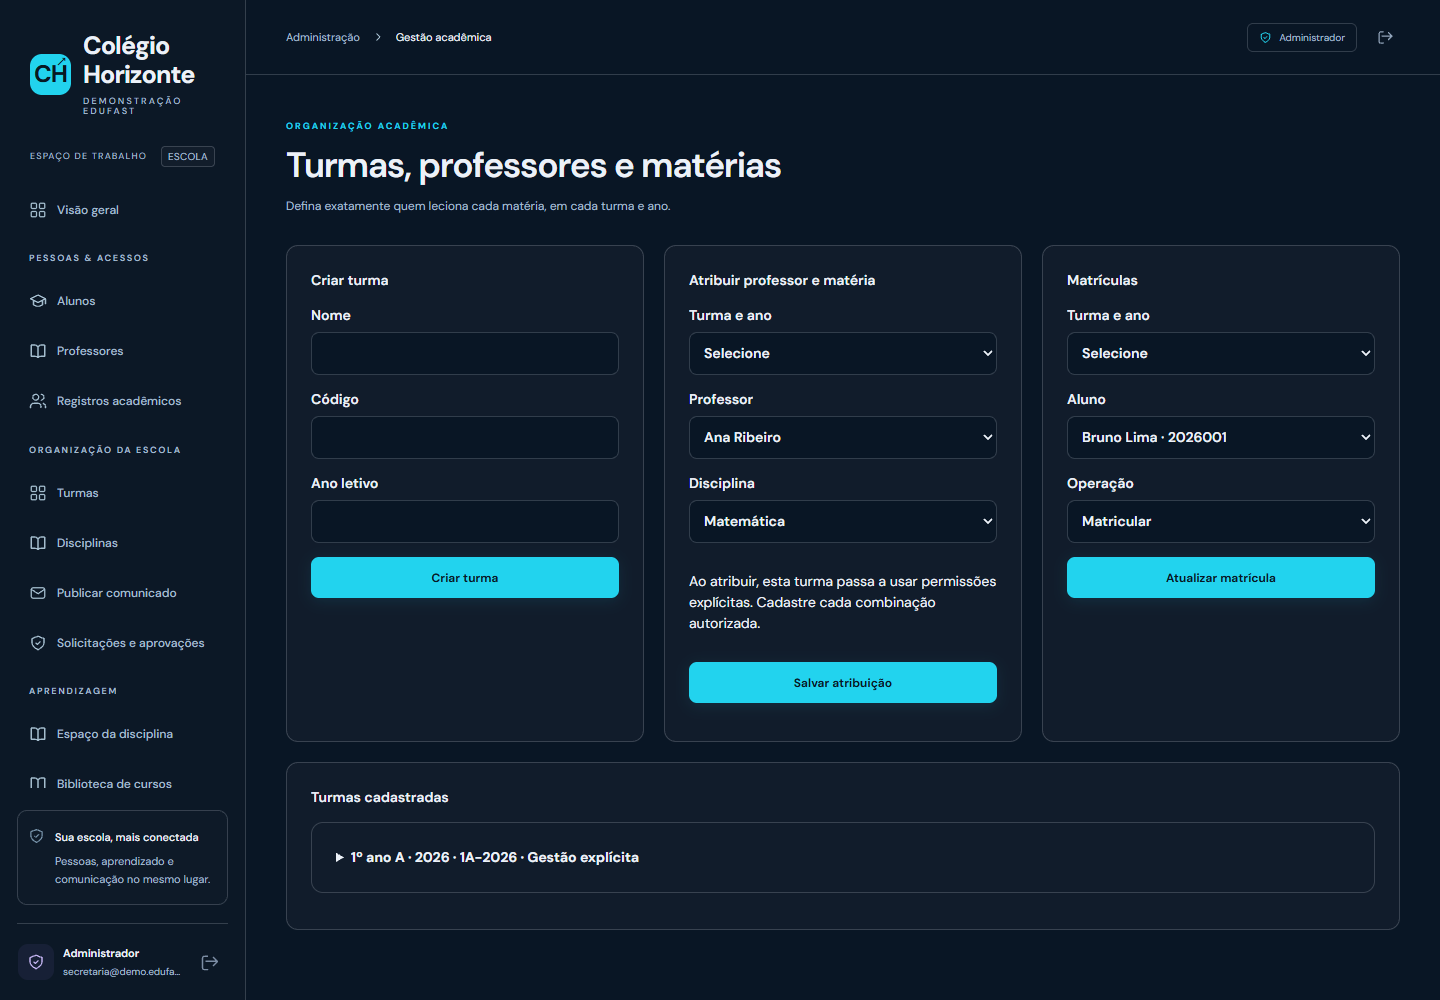 CH
Colégio
Horizonte
DEMONSTRAÇÃO
EDUFAST
ESPAÇO DE TRABALHO
ESCOLA
Visão geral
PESSOAS & ACESSOS
Alunos
Professores
Registros acadêmicos
ORGANIZAÇÃO DA ESCOLA
Turmas
Disciplinas
Publicar comunicado
Solicitações e aprovações
APRENDIZAGEM
Espaço da disciplina
Biblioteca de cursos
Sua escola, mais conectada
Pessoas, aprendizado e
comunicação no mesmo lugar.
Administrador
secretaria@demo.edufa...
Administração > Gestão acadêmica
Administrador
ORGANIZAÇÃO ACADÊMICA
Turmas, professores e matérias
Defina exatamente quem leciona cada matéria, em cada turma e ano.
Criar turma
Nome
Código
Ano letivo
Criar turma
Atribuir professor e matéria
Turma e ano
Selecione
Professor
Ana Ribeiro
Disciplina
Matemática
Ao atribuir, esta turma passa a usar permissões
explícitas. Cadastre cada combinação
autorizada.
Salvar atribuição
Matrículas
Turma e ano
Selecione
Aluno
Bruno Lima · 2026001
Operação
Matricular
Atualizar matrícula
Turmas cadastradas
1º ano A · 2026 · 1A-2026 · Gestão explícita